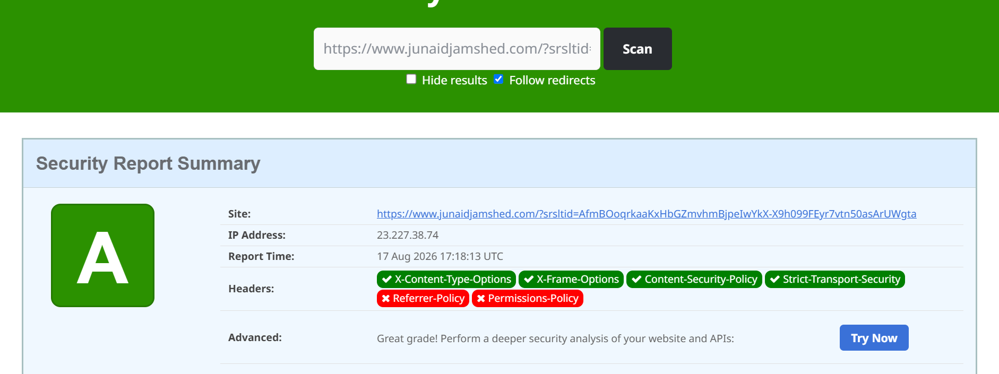 https://www.junaidjamshed.com/?srsltid=
Scan
Hide results
Follow redirects
Security Report Summary
A
Site: https://www.junaidjamshed.com/?srsltid=AfmBOoqrkaaKxHbGZmvhmBjpeIwYkX-X9h099FEyr7vtn50asArUWgta
IP Address: 23.227.38.74
Report Time: 17 Aug 2026 17:18:13 UTC
Headers: X-Content-Type-Options X-Frame-Options Content-Security-Policy Strict-Transport-Security
Referrer-Policy Permissions-Policy
Advanced: Great grade! Perform a deeper security analysis of your website and APIs: Try Now